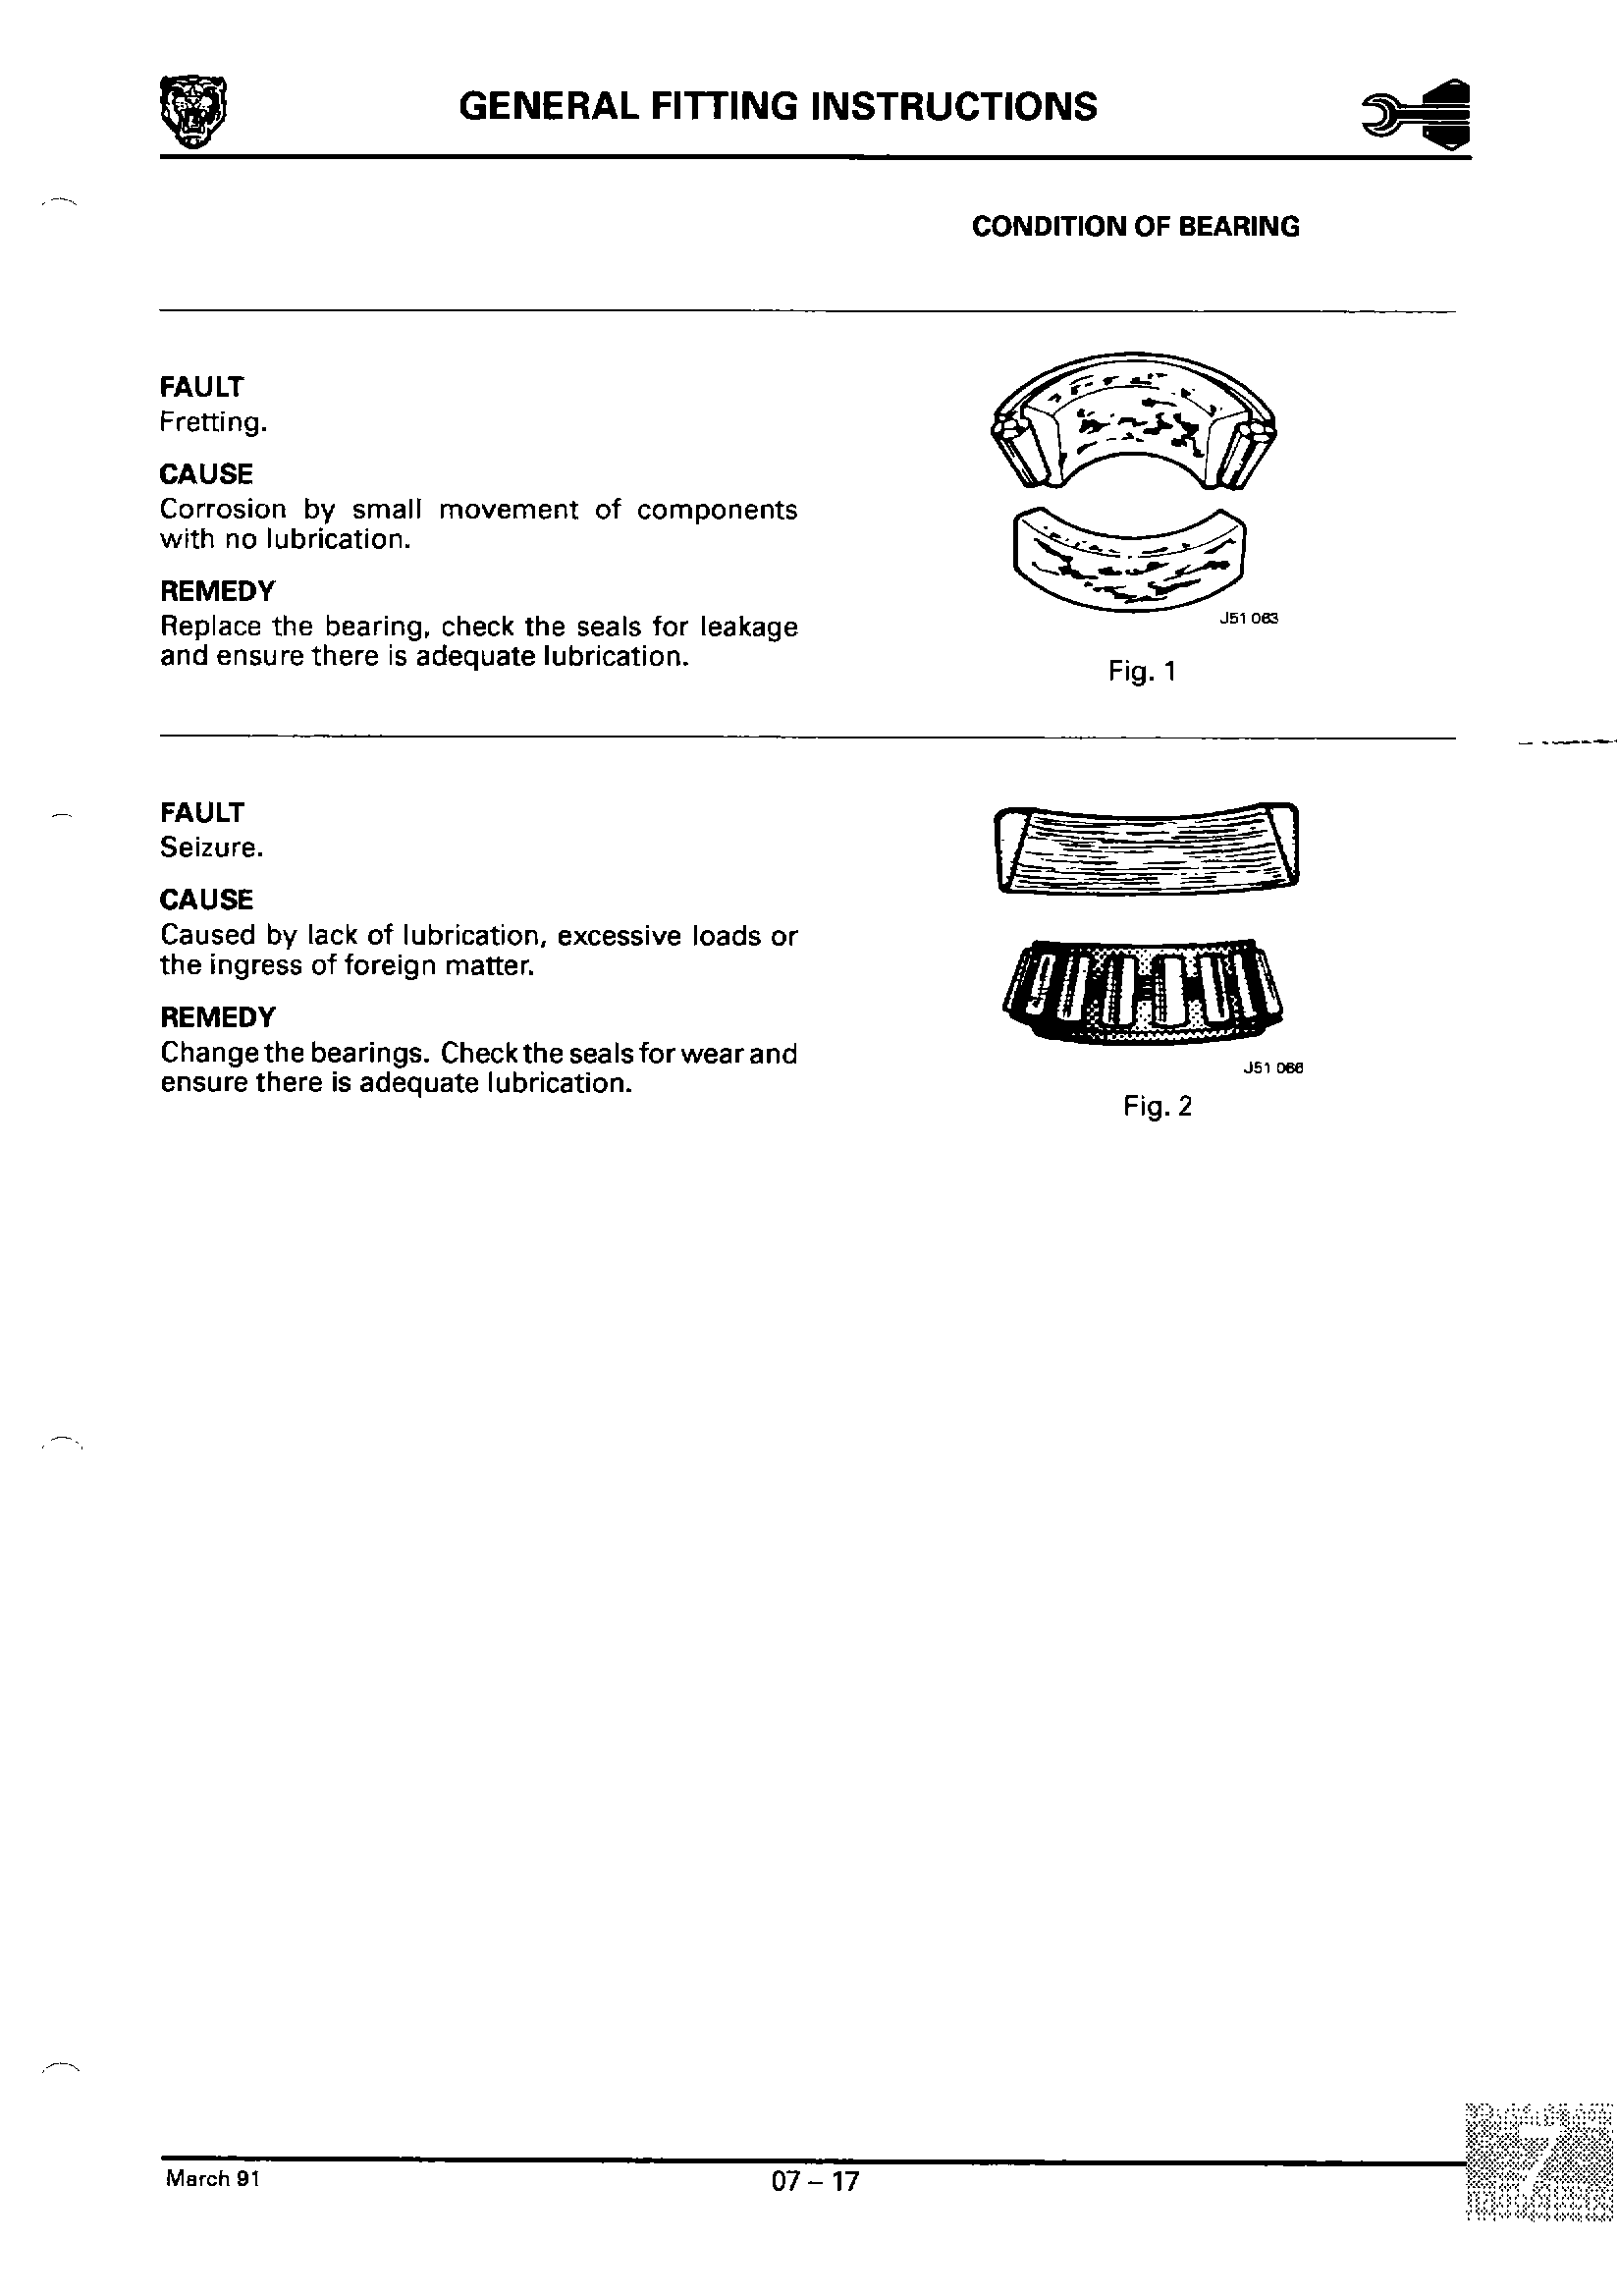 GENERAL FITTING INSTRUCTIONS
CONDITION OF BEARING
FAULT
Fretting.
CAUSE
Corrosion by small movement of components
with no lubrication.
REMEDY
Replace the bearing, check the seals for leakage
and ensure there is adequate lubrication.
J51 063
Fig. 1
FAULT
Seizure.
CAUSE
Caused by lack of lubrication, excessive loads or
the ingress of foreign matter.
REMEDY
Change the bearings. Check the seals for wear and
ensure there is adequate lubrication.
J51
Fig. 2
March 91
07 – 17
7